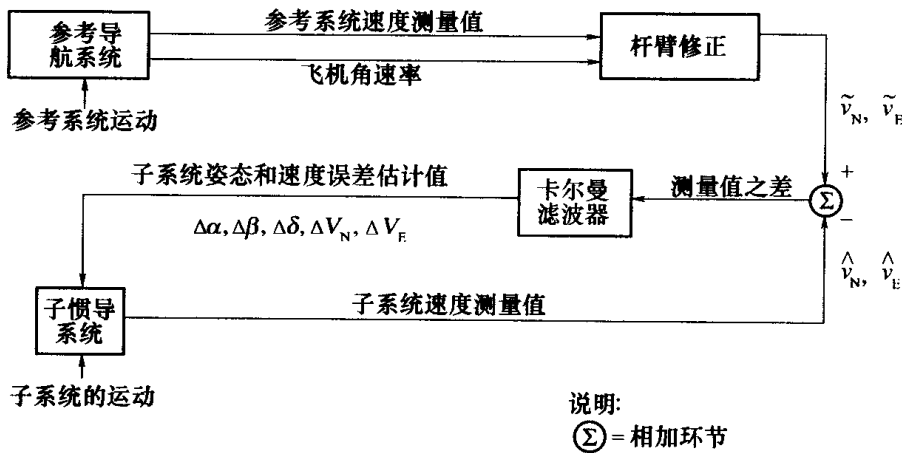 参考系统速度测量值
参考导
航系统
杆臂修正
飞机角速率
参考系统运动
ṽN, ṽE
子系统姿态和速度误差估计值
卡尔曼
滤波器
测量值之差
+
Σ
−
Δα, Δβ, Δδ, ΔVN, ΔVE
v̂N, v̂E
子惯导
系统
子系统速度测量值
子系统的运动
说明:
Σ = 相加环节